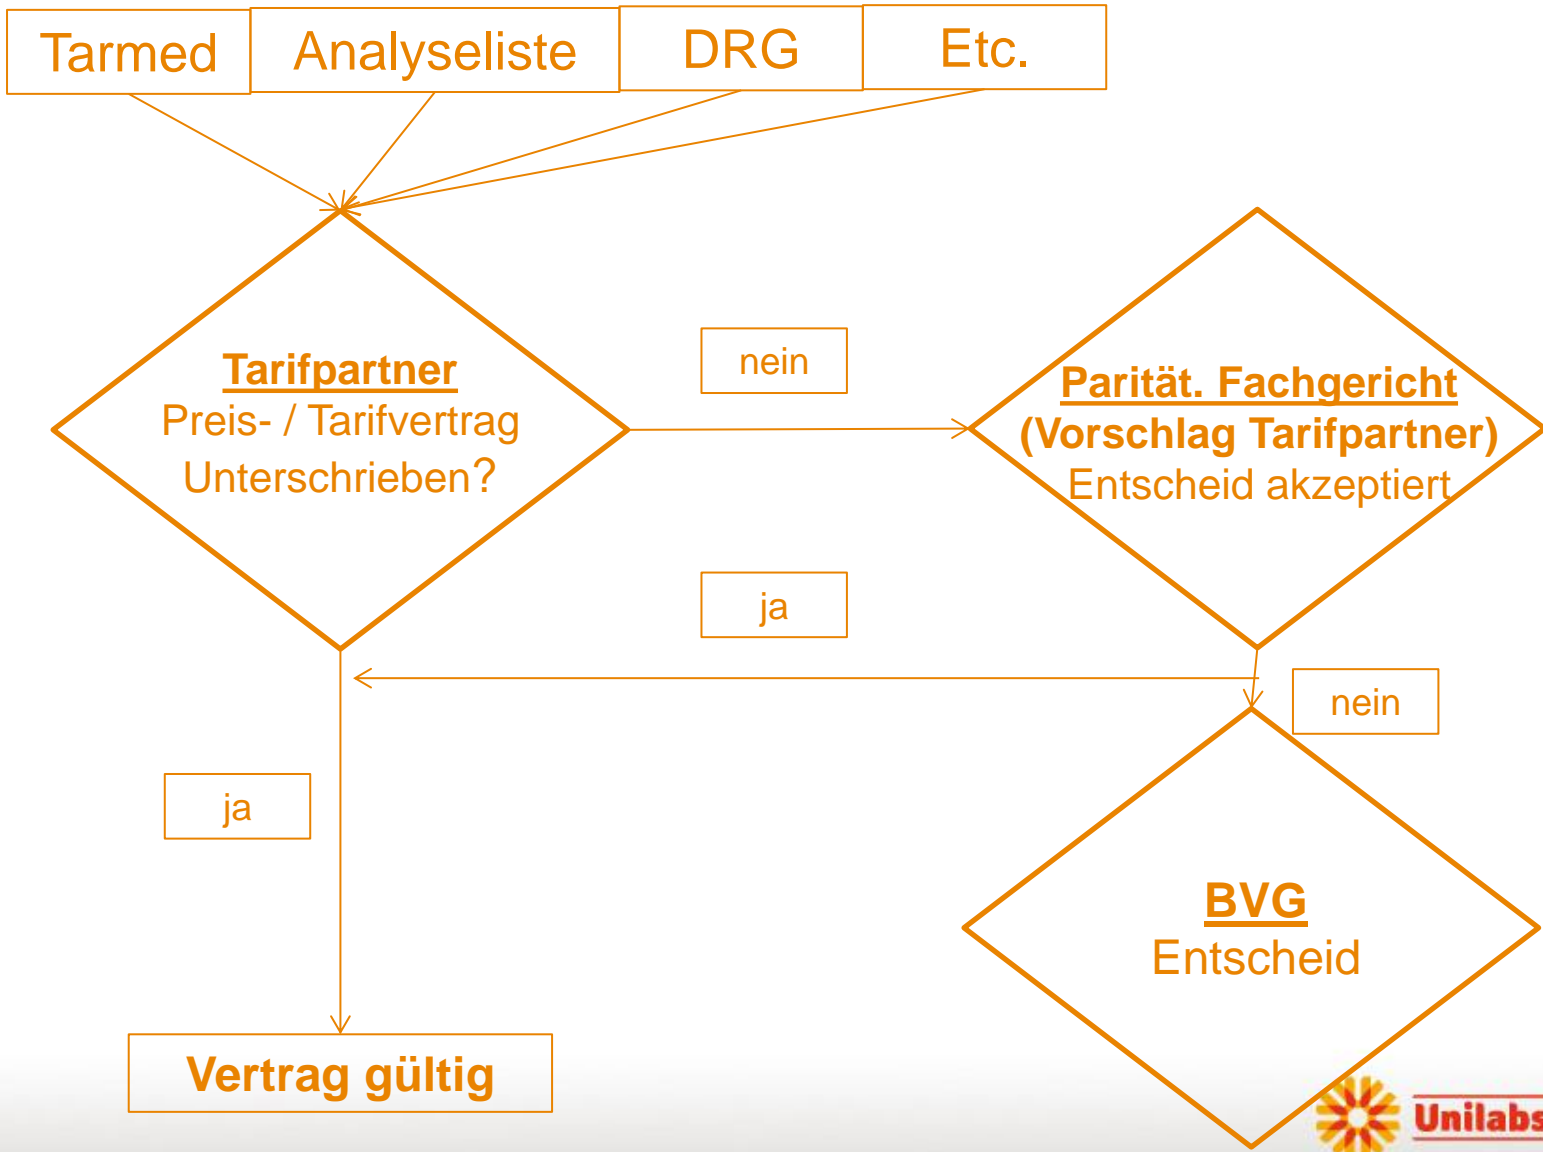 Tarmed
Analyseliste
DRG
Etc.
Tarifpartner
Preis- / Tarifvertrag
Unterschrieben?
nein
Parität. Fachgericht
(Vorschlag Tarifpartner)
Entscheid akzeptiert
ja
nein
ja
BVG
Entscheid
Vertrag gültig
Unilabs